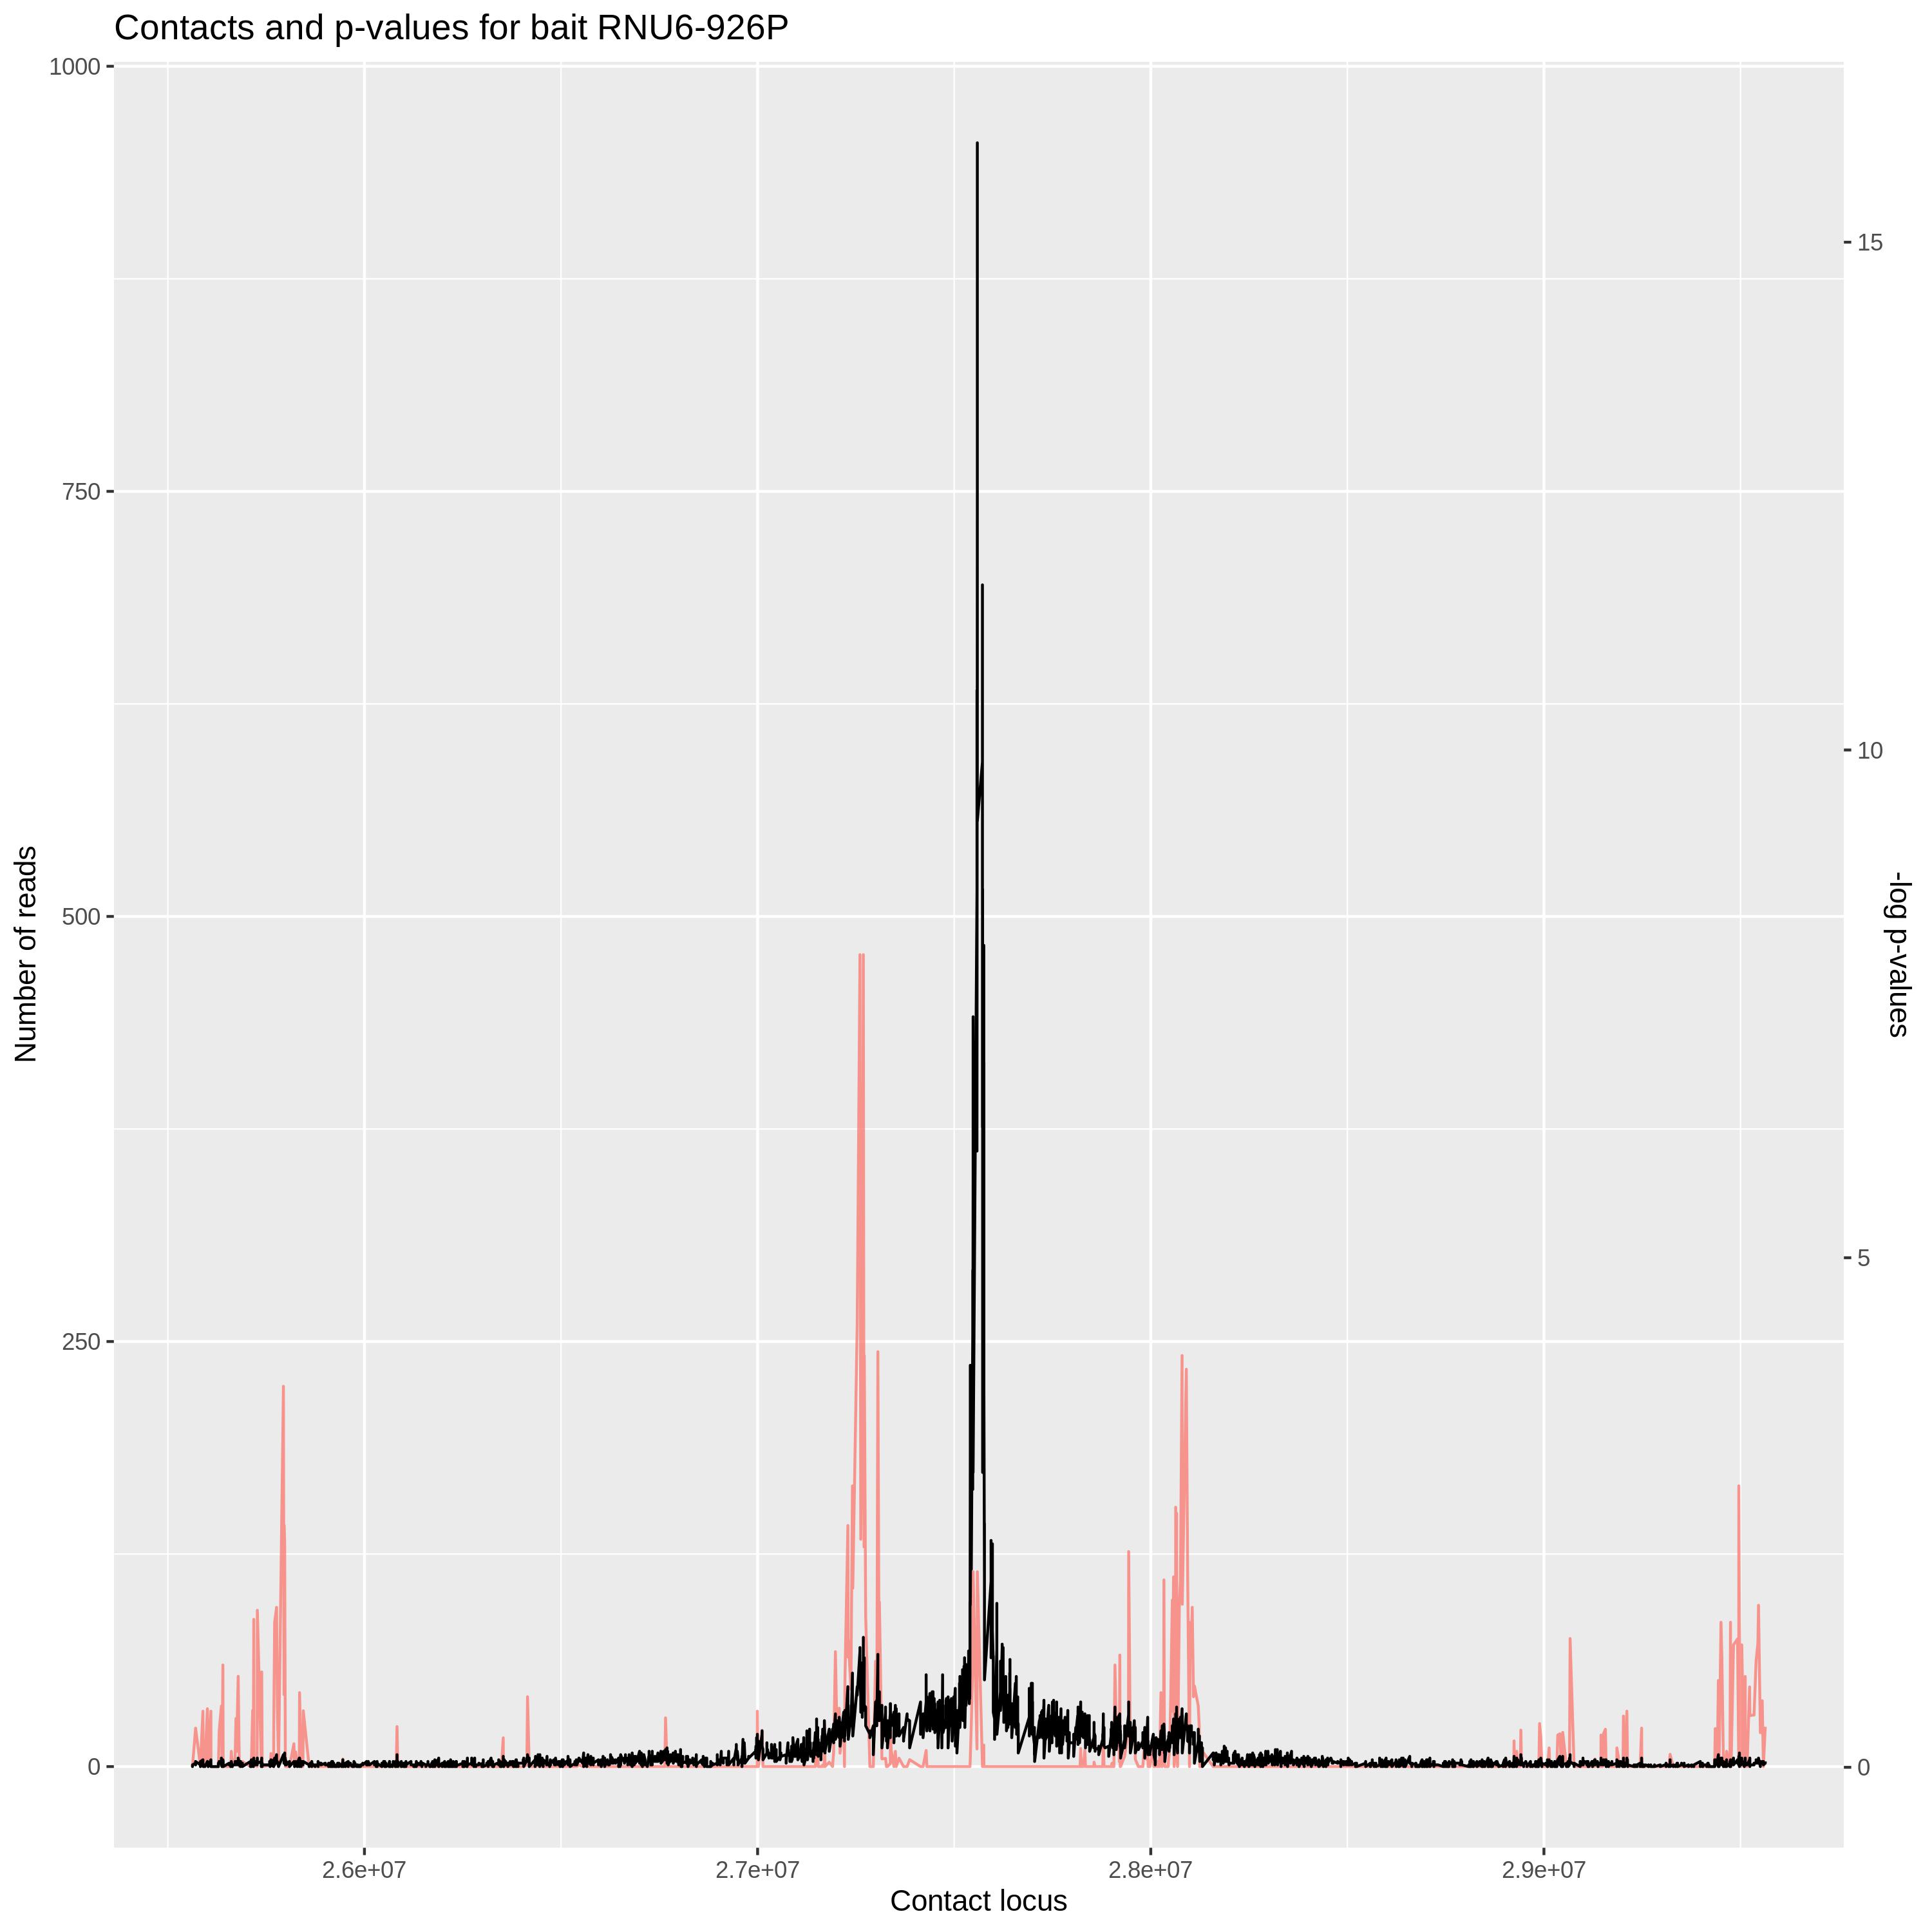 Contacts and p-values for bait RNU6-926P
1000
750
500
250
0
Number of reads
15
10
5
0
-log p-values
2.6e+07
2.7e+07
2.8e+07
2.9e+07
Contact locus